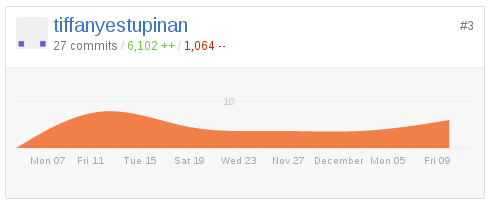 tiffanyestupinan
#3
27 commits / 6,102 ++ / 1,064 --
10
Mon 07 Fri 11 Tue 15 Sat 19 Wed 23 Nov 27 December Mon 05 Fri 09